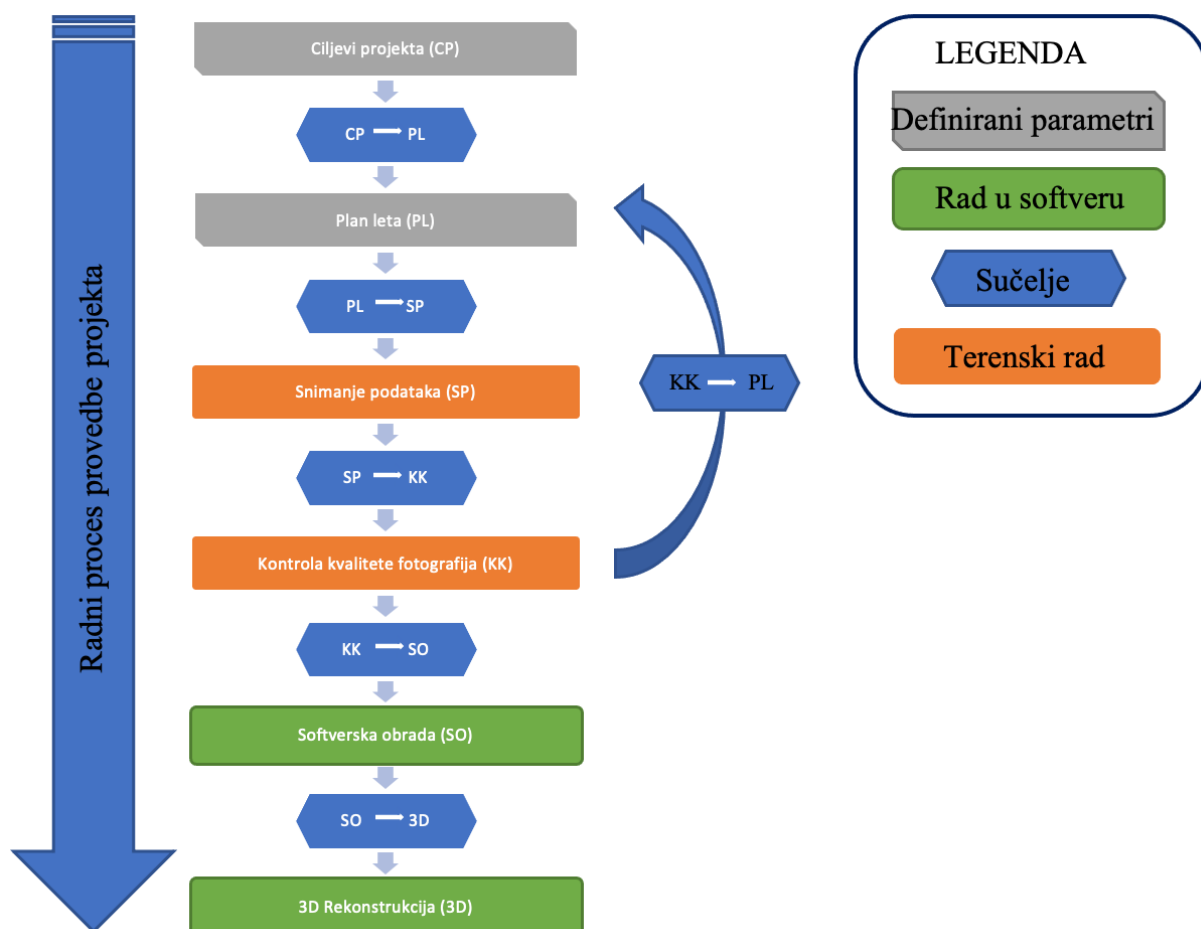 Radni proces provedbe projekta
Ciljevi projekta (CP)
CP PL
Plan leta (PL)
PL SP
Snimanje podataka (SP)
SP KK
Kontrola kvalitete fotografija (KK)
KK SO
Softverska obrada (SO)
SO 3D
3D Rekonstrukcija (3D)
KK PL
LEGENDA
Definirani parametri
Rad u softveru
Sučelje
Terenski rad